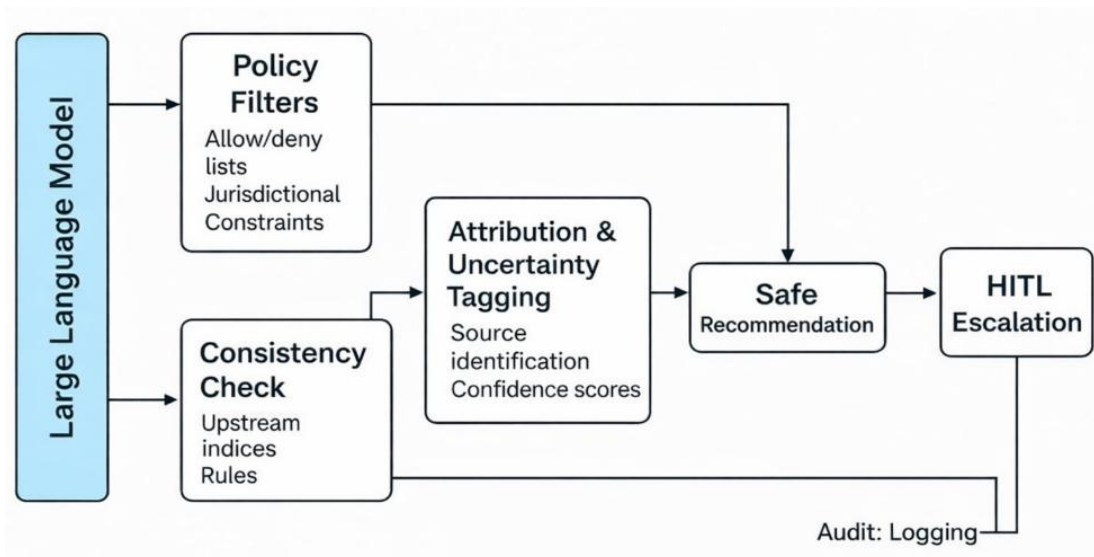 Large Language Model
Policy
Filters
Allow/deny
lists
Jurisdictional
Constraints
Consistency
Check
Upstream
indices
Rules
Attribution &
Uncertainty
Tagging
Source
identification
Confidence scores
Safe
Recommendation
HITL
Escalation
Audit: Logging